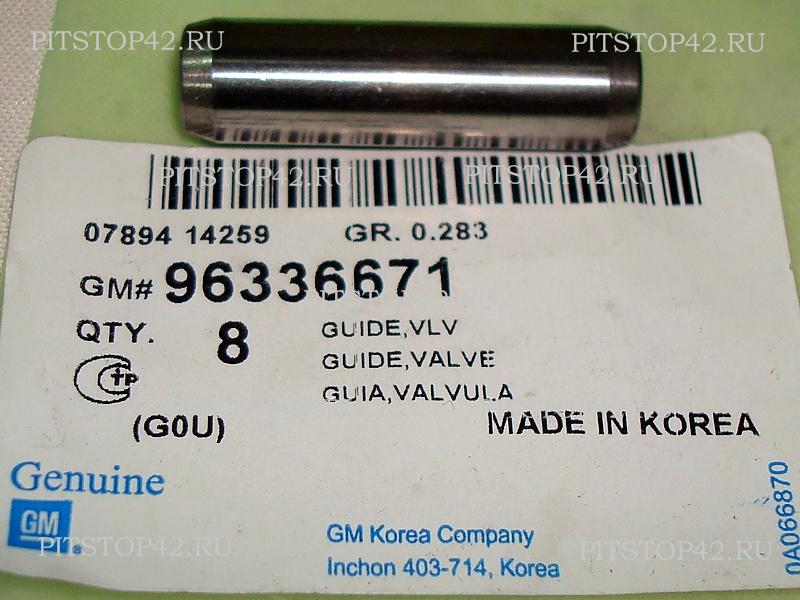 PITSTOP42.RU PITSTOP42.RU
PITSTOP42.RU PITSTOP42.RU
07894 14259 GR. 0.283
GM# 96336671
QTY. 8 GUIDE,VLV
GUIDE,VALVE
GUIA,VALVULA
(G0U) MADE IN KOREA
Genuine
GM
GM Korea Company
Inchon 403-714, Korea
0A066870
PITSTOP42.RU PITSTOP42.RU